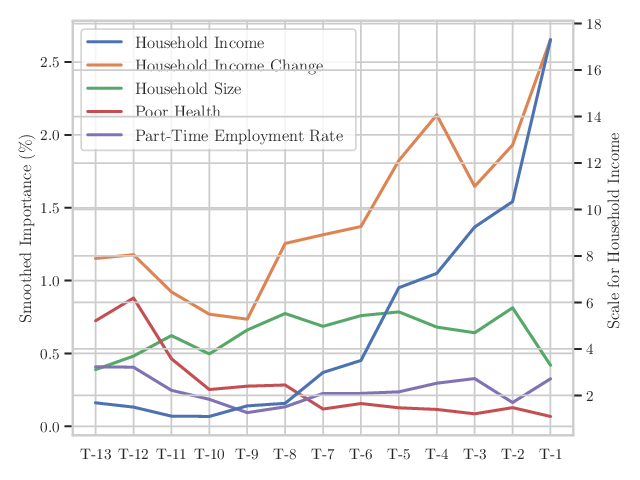 Household Income
Household Income Change
Household Size
Poor Health
Part-Time Employment Rate
Smoothed Importance (%)
2.5
2.0
1.5
1.0
0.5
0.0
18
16
14
12
10
8
6
4
2
Scale for Household Income
T-13 T-12 T-11 T-10 T-9 T-8 T-7 T-6 T-5 T-4 T-3 T-2 T-1